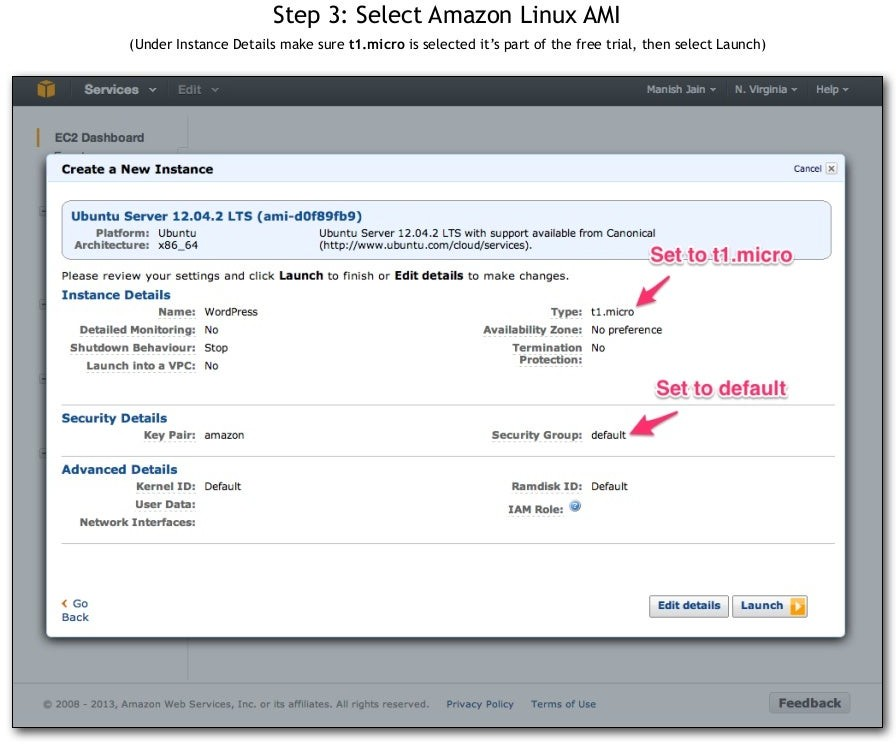 Step 3: Select Amazon Linux AMI
(Under Instance Details make sure t1.micro is selected it's part of the free trial, then select Launch)
Services Edit Manish Jain N. Virginia Help
EC2 Dashboard
Create a New Instance Cancel
Ubuntu Server 12.04.2 LTS (ami-d0f89fb9)
Platform: Ubuntu Ubuntu Server 12.04.2 LTS with support available from Canonical
Architecture: x86_64 (http://www.ubuntu.com/cloud/services).
Set to t1.micro
Please review your settings and click Launch to finish or Edit details to make changes.
Instance Details
Name: WordPress Type: t1.micro
Detailed Monitoring: No Availability Zone: No preference
Shutdown Behaviour: Stop Termination No
Protection:
Launch into a VPC: No
Set to default
Security Details
Key Pair: amazon Security Group: default
Advanced Details
Kernel ID: Default Ramdisk ID: Default
User Data: IAM Role:
Network Interfaces:
Go
Back
Edit details Launch
© 2008 - 2013, Amazon Web Services, Inc. or its affiliates. All rights reserved. Privacy Policy Terms of Use Feedback